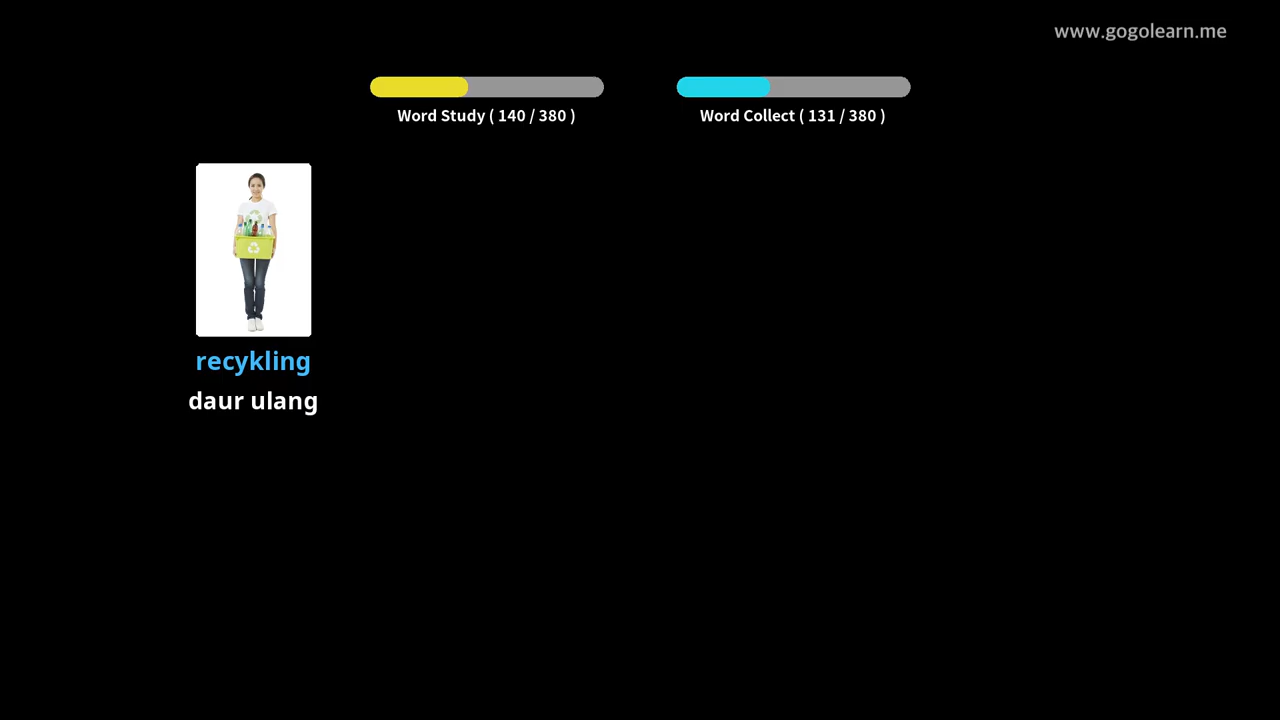 www.gogolearn.me
Word Study ( 140 / 380 )
Word Collect ( 131 / 380 )
recykling
daur ulang